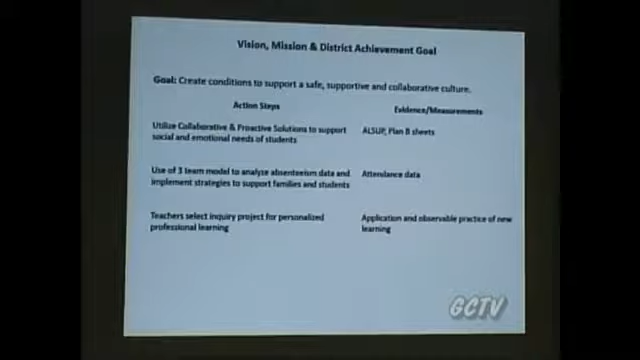 Vision, Mission & District Achievement Goal
Goal: Create conditions to support a safe, supportive and collaborative culture.
Action Steps
Evidence/Measurements
Utilize Collaborative & Proactive Solutions to support
social and emotional needs of students
ALSUP, Plan B sheets
Use of 3 team model to analyze absenteeism data and
implement strategies to support families and students
Attendance data
Teachers select inquiry project for personalized
professional learning
Application and observable practice of new
learning
GCTV